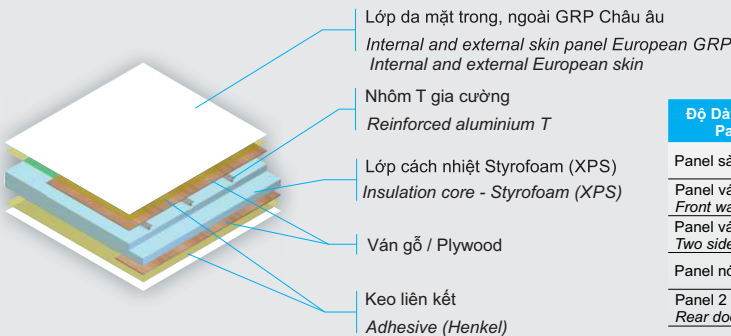 Lớp da mặt trong, ngoài GRP Châu âu
Internal and external skin panel European GRP
Internal and external European skin
Nhôm T gia cường
Reinforced aluminium T
Lớp cách nhiệt Styrofoam (XPS)
Insulation core - Styrofoam (XPS)
Ván gỗ / Plywood
Keo liên kết
Adhesive (Henkel)
Độ Dà
Pa
Panel sà
Panel vá
Front wa
Panel vá
Two side
Panel nó
Panel 2
Rear doo